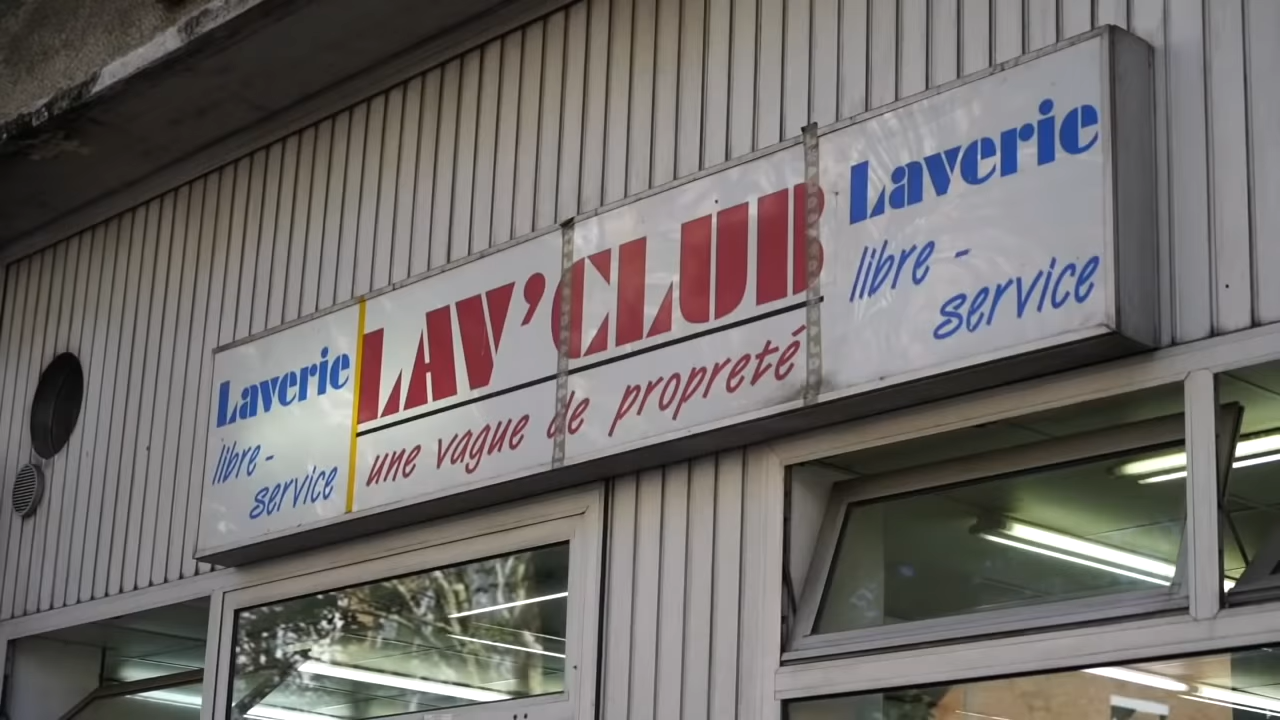 Laverie
libre -
service
LAV'CLUB
une vague de propreté
Laverie
libre -
service